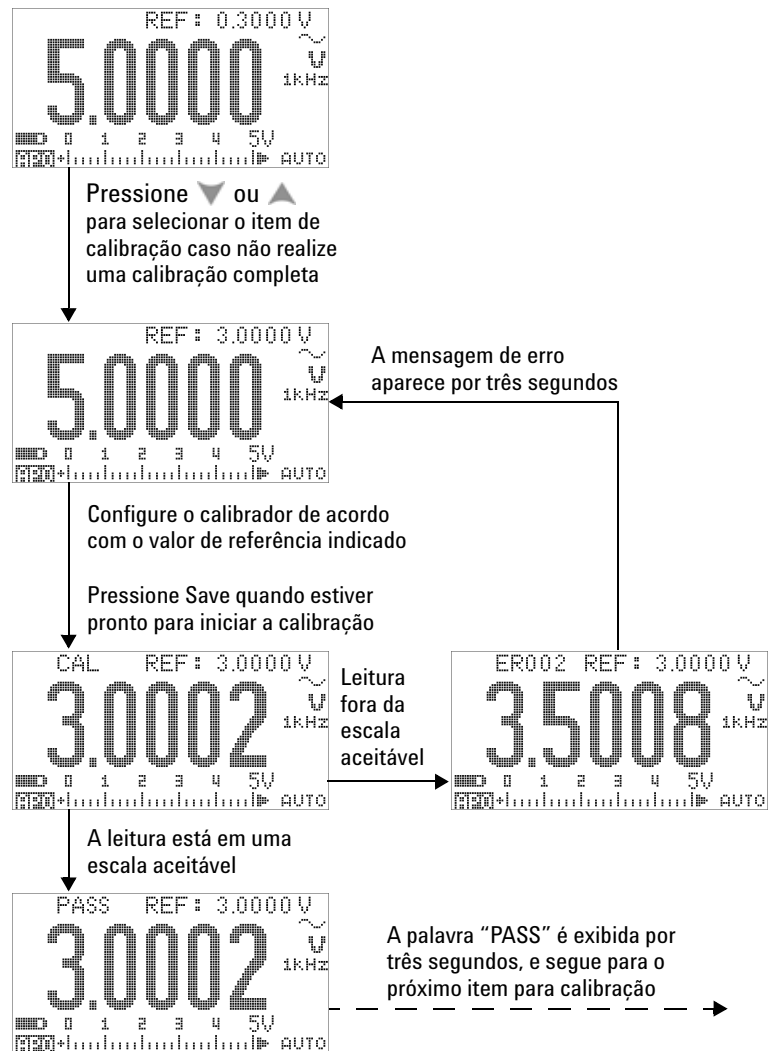 REF: 0.3000 V
5.0000
V
1kHz
0 1 2 3 4 5V
APO AUTO
Pressione ou
para selecionar o item de
calibração caso não realize
uma calibração completa
REF: 3.0000 V
5.0000
V
1kHz
0 1 2 3 4 5V
APO AUTO
A mensagem de erro
aparece por três segundos
Configure o calibrador de acordo
com o valor de referência indicado
Pressione Save quando estiver
pronto para iniciar a calibração
CAL REF: 3.0000 V
3.0002
V
1kHz
0 1 2 3 4 5V
APO AUTO
Leitura
fora da
escala
aceitável
ER002 REF: 3.0000 V
3.5008
V
1kHz
0 1 2 3 4 5V
APO AUTO
A leitura está em uma
escala aceitável
PASS REF: 3.0000 V
3.0002
V
1kHz
0 1 2 3 4 5V
APO AUTO
A palavra “PASS” é exibida por
três segundos, e segue para o
próximo item para calibração